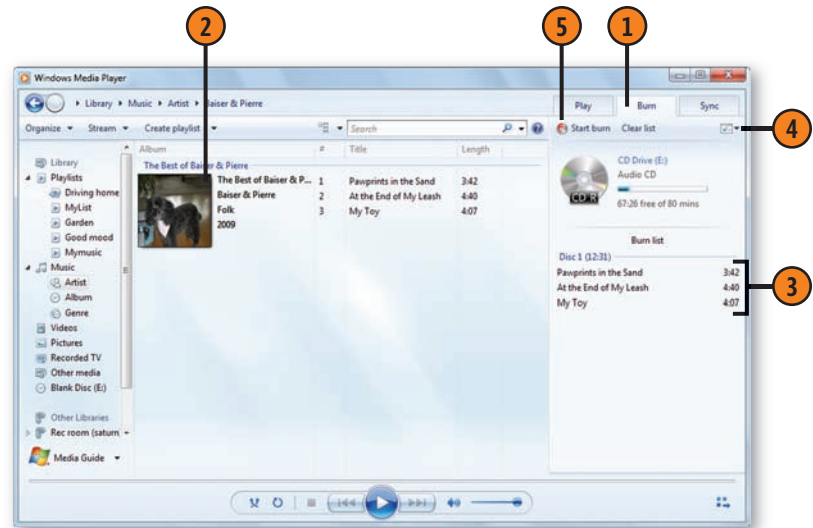 2
5
1
Windows Media Player
Library Music Artist Baiser & Pierre
Play Burn Sync
Organize Stream Create playlist Search Start burn Clear list
4
Album # Title Length
Library
Playlists
Driving home
MyList
Garden
Good mood
Mymusic
Music
Artist
Album
Genre
Videos
Pictures
Recorded TV
Other media
Blank Disc (E:)
Other Libraries
Rec room (saturn
Media Guide
The Best of Baiser & Pierre
The Best of Baiser & P... 1 Pawprints in the Sand 3:42
Baiser & Pierre 2 At the End of My Leash 4:40
Folk 3 My Toy 4:07
2009
CD Drive (E:)
Audio CD
CD-R
67:26 free of 80 mins
Burn list
Disc 1 (12:31)
Pawprints in the Sand 3:42
At the End of My Leash 4:40
My Toy 4:07
3